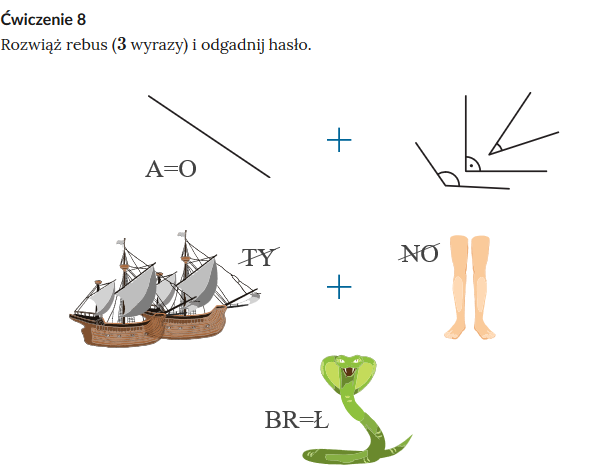 Ćwiczenie 8
Rozwiąż rebus (3 wyrazy) i odgadnij hasło.
A=O
TY
NO
BR=Ł